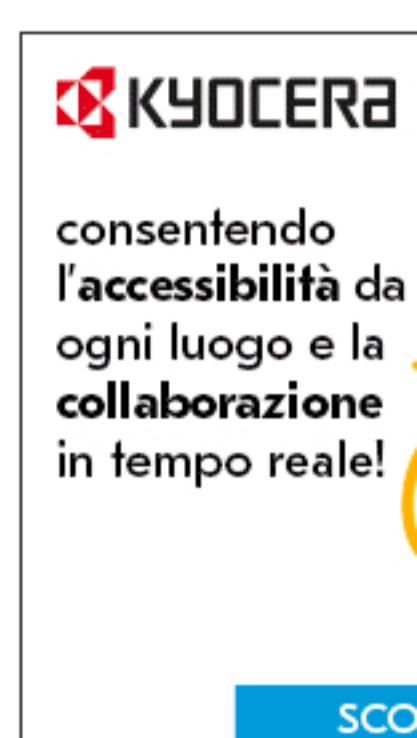 KYOCERA
consentendo
l'accessibilità da
ogni luogo e la
collaborazione
in tempo reale!
SCO